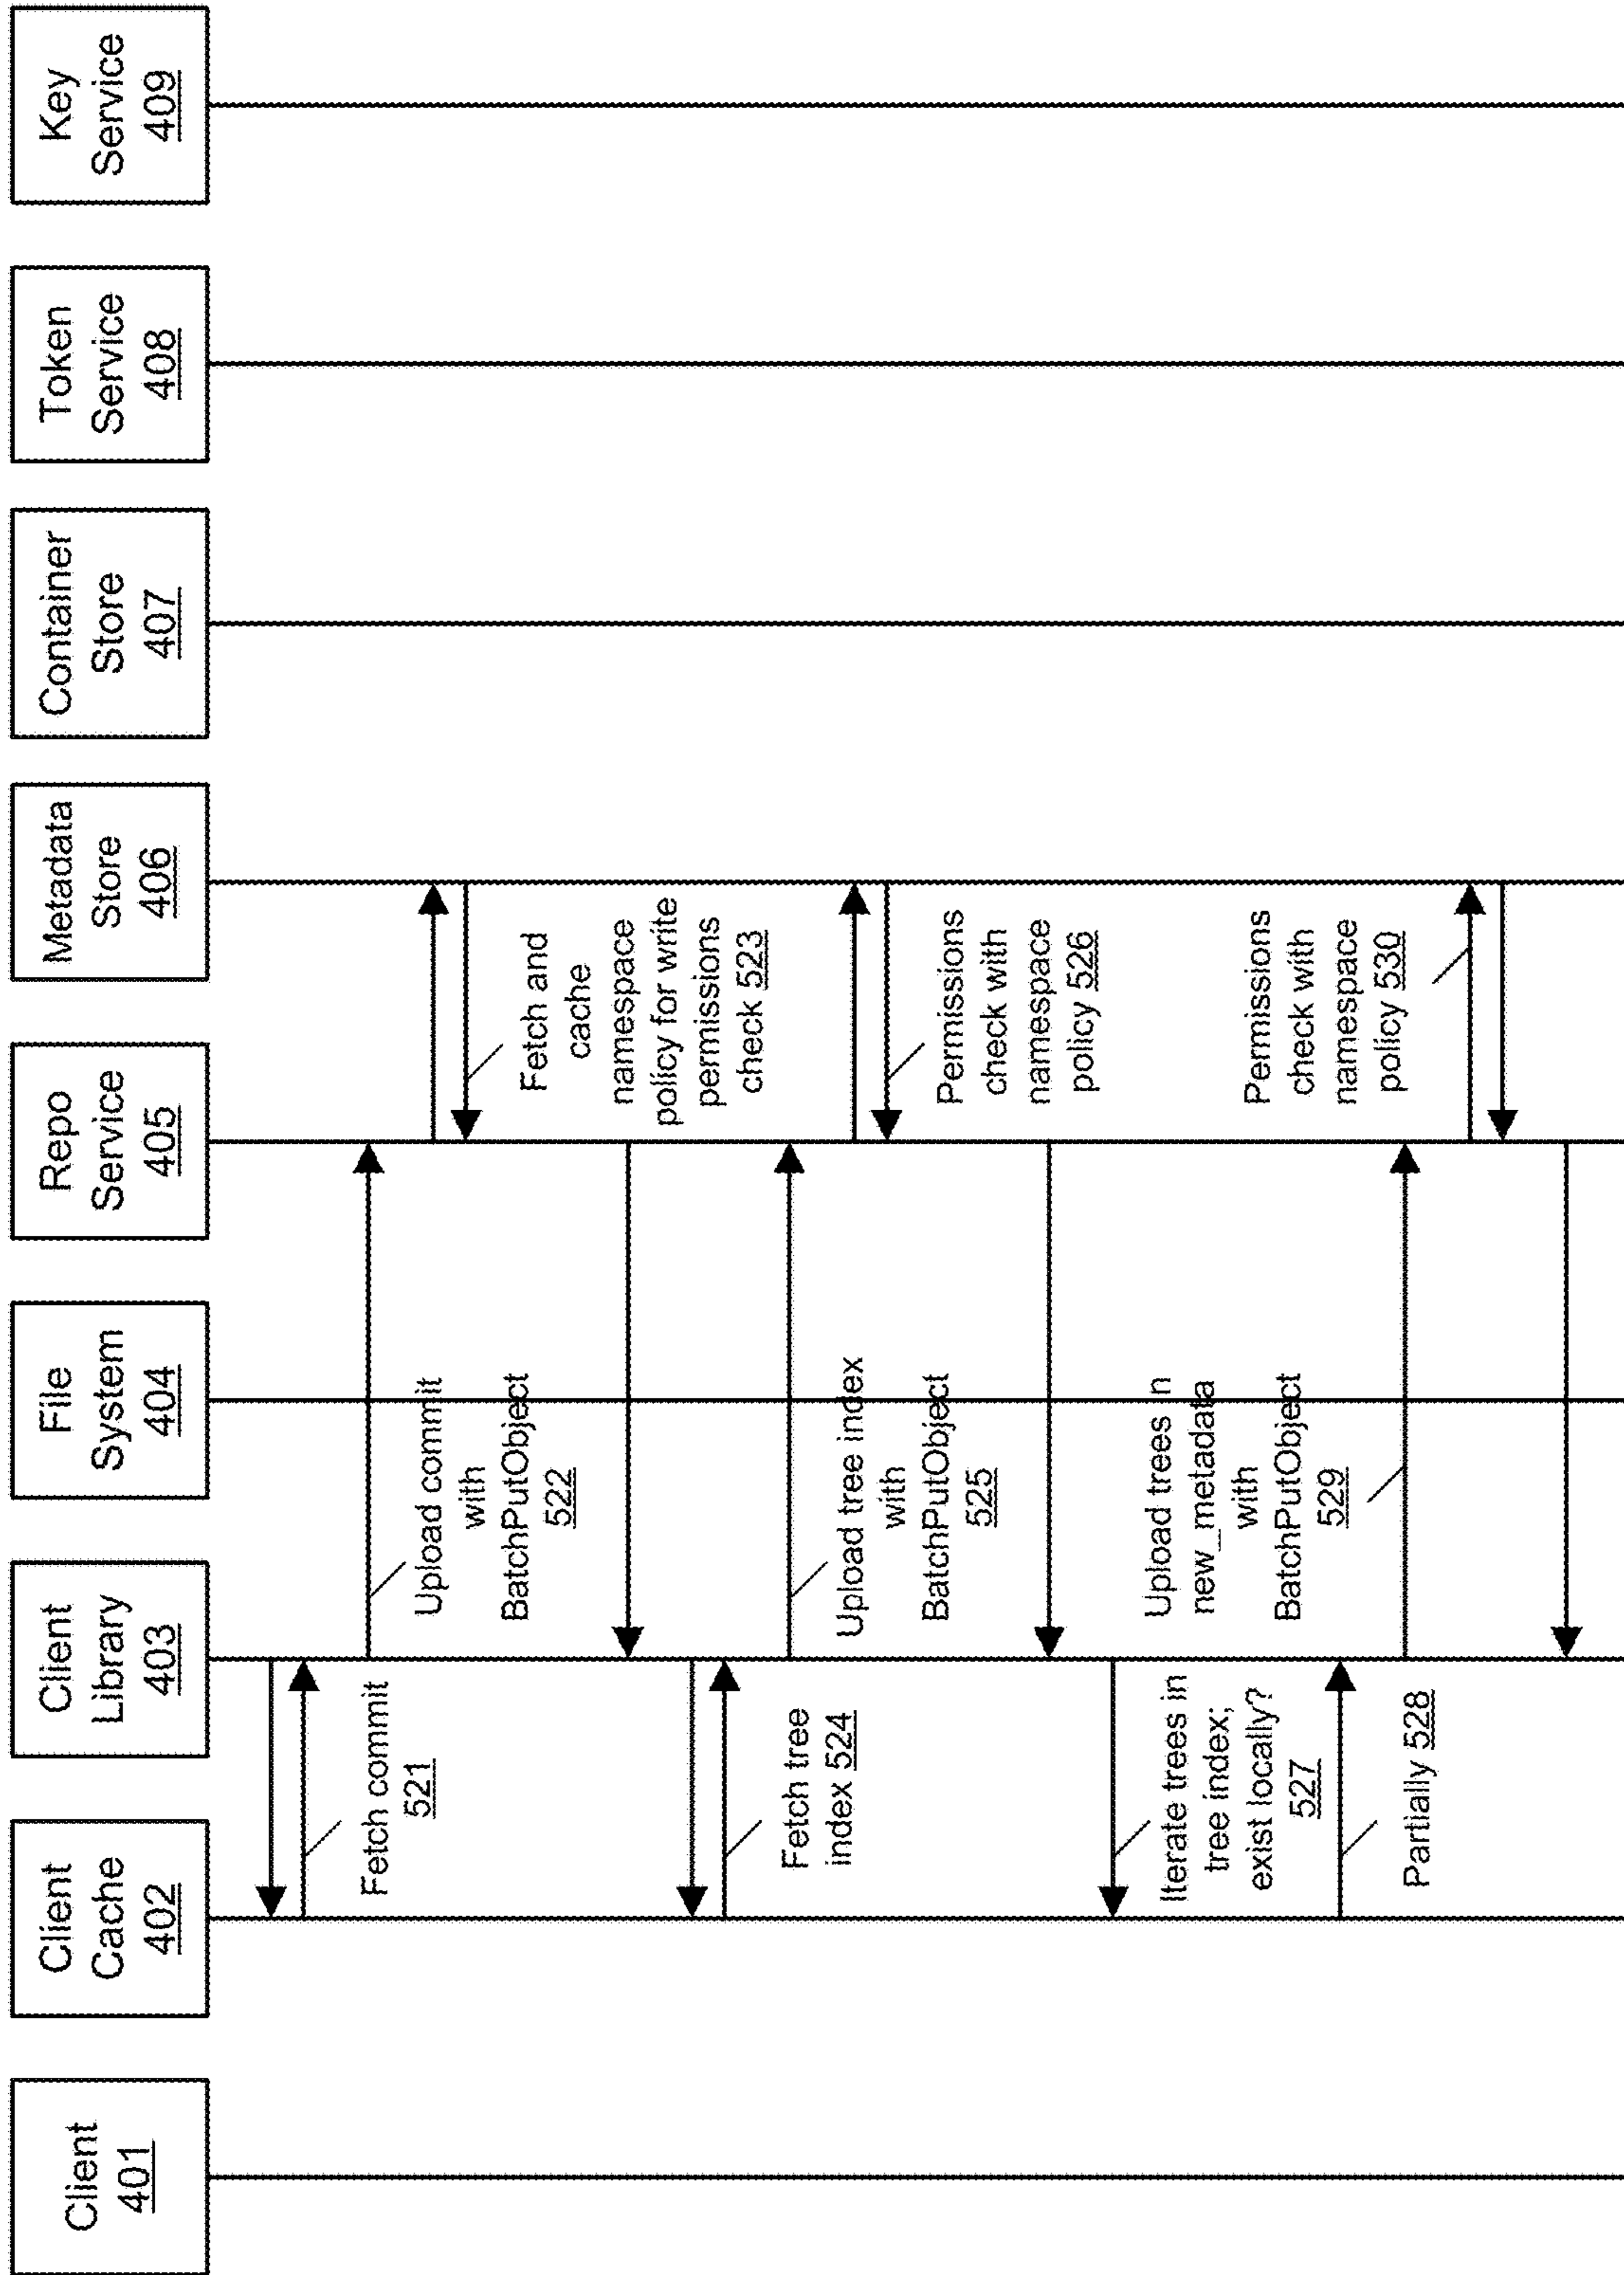 Client
401
Client
Cache
402
Client
Library
403
File
System
404
Repo
Service
405
Metadata
Store
406
Container
Store
407
Token
Service
408
Key
Service
409
Fetch commit
521
Upload commit
with
BatchPutObject
522
Fetch and
cache
namespace
policy for write
permissions
check 523
Fetch tree
index 524
Upload tree index
with
BatchPutObject
525
Permissions
check with
namespace
policy 526
Iterate trees in
tree index;
exist locally?
527
Partially 528
Upload trees n
new_metadata
with
BatchPutObject
529
Permissions
check with
namespace
policy 530